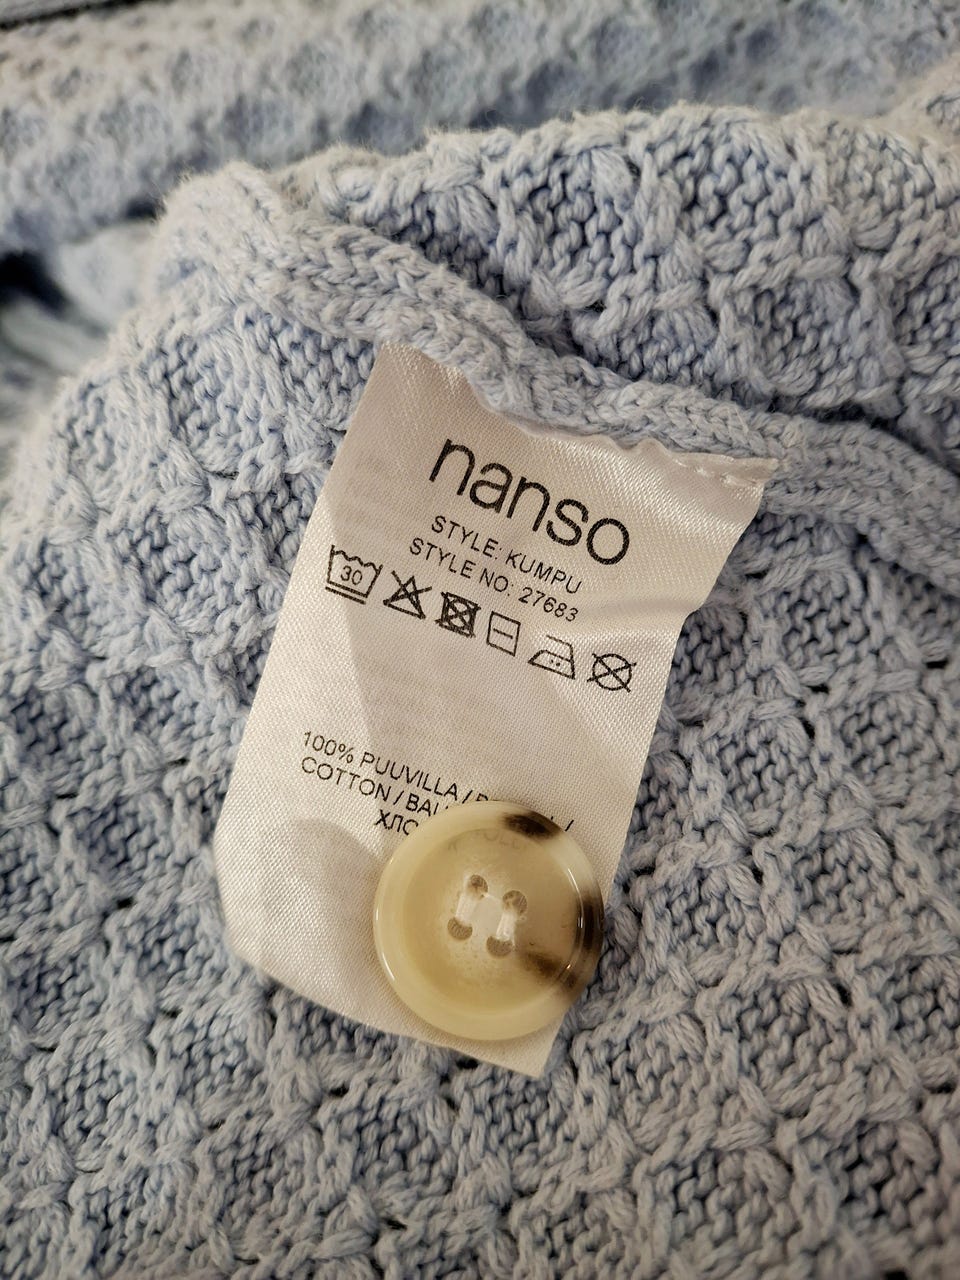 nanso
STYLE: KUMPU
STYLE NO: 27683
30
100% PUUVILLA /
COTTON /